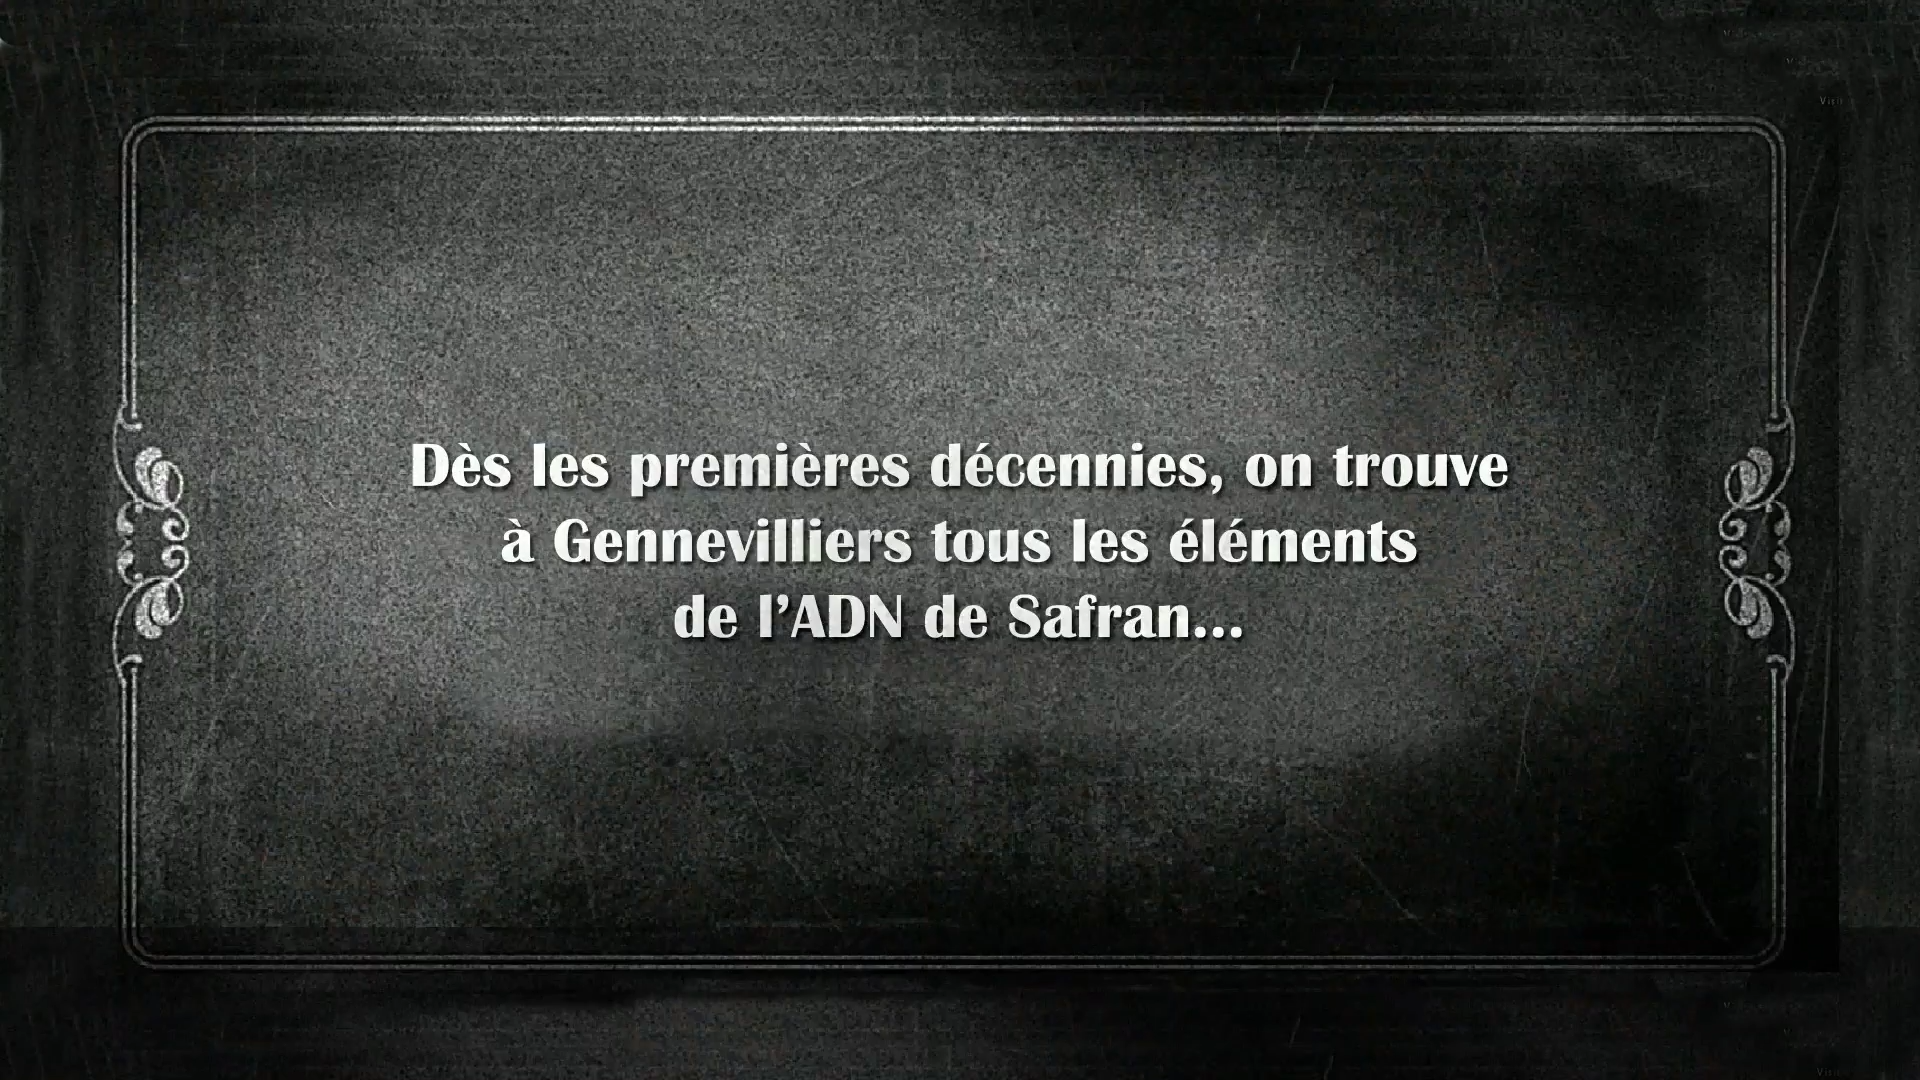 Dès les premières décennies, on trouve
à Gennevilliers tous les éléments
de l’ADN de Safran...